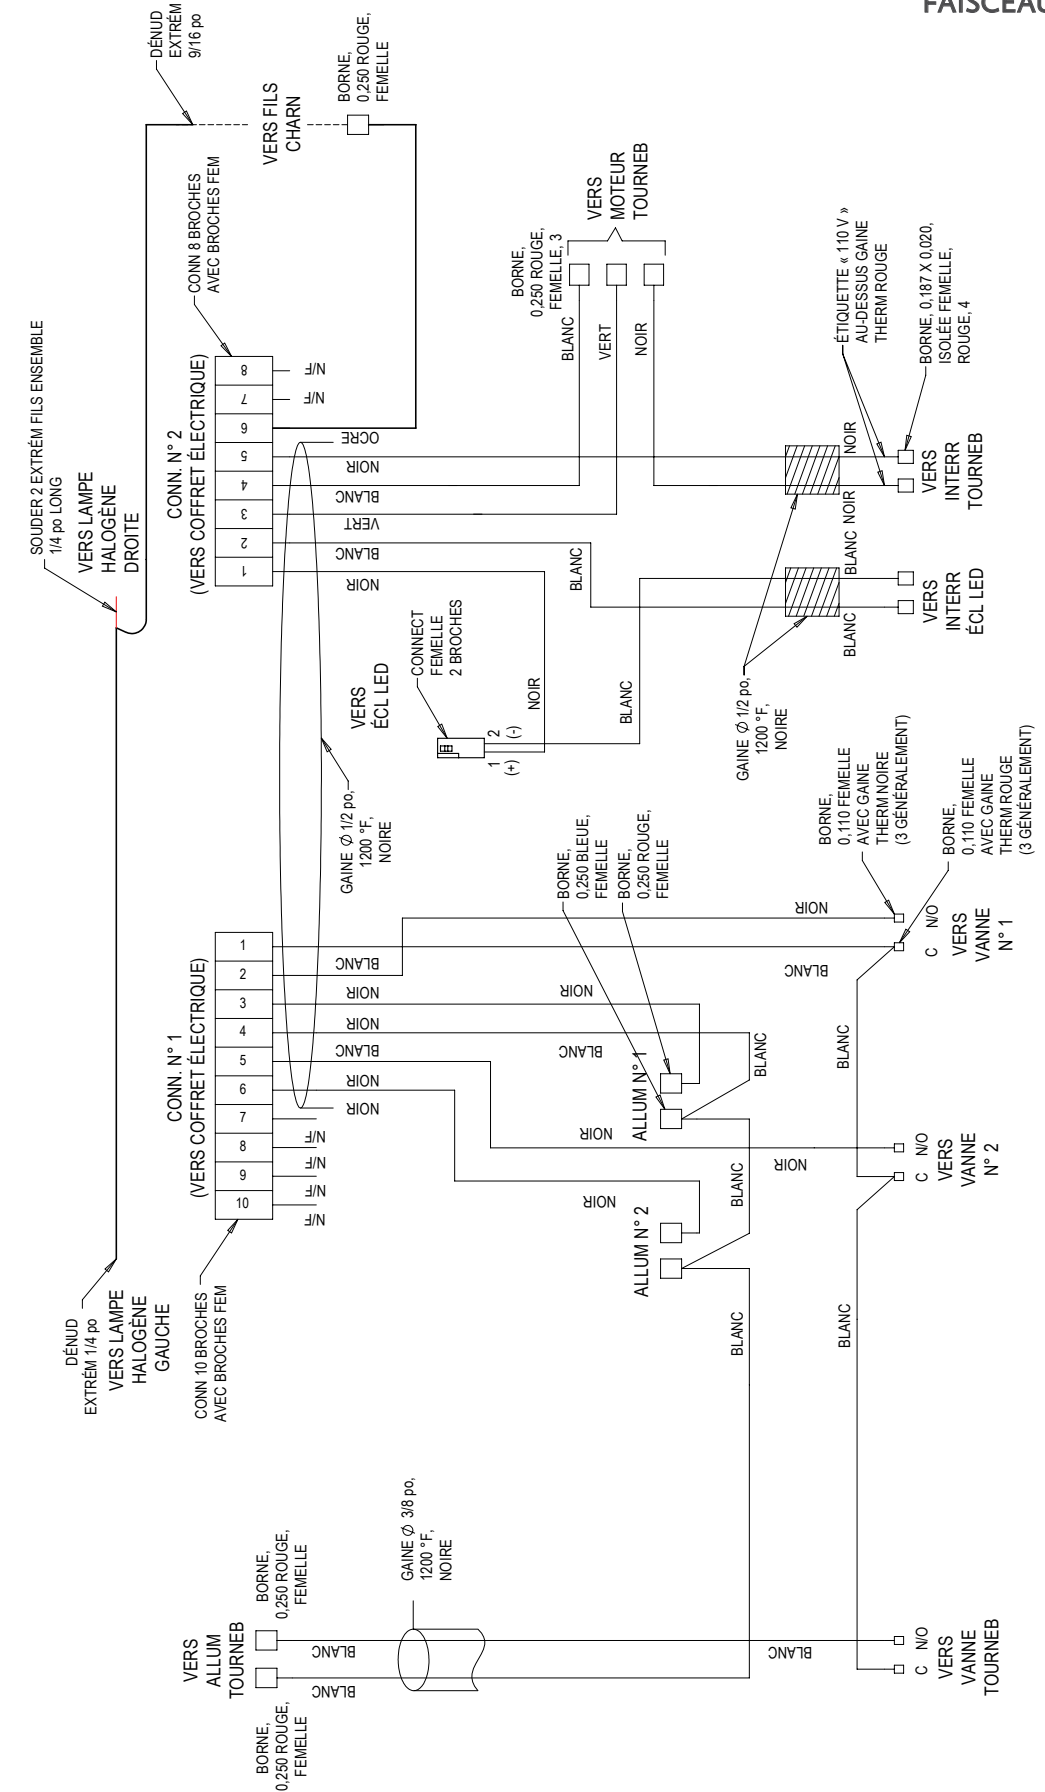 FAISCEAU
DÉNUD
EXTRÉM
9/16 po
BORNE,
0,250 ROUGE,
FEMELLE
VERS FILS
CHARN
CONN 8 BROCHES
AVEC BROCHES FEM
SOUDER 2 EXTRÉM FILS ENSEMBLE
1/4 po LONG
VERS LAMPE
HALOGÈNE
DROITE
CONN. N° 2
(VERS COFFRET ÉLECTRIQUE)
8
7
6
5
4
3
2
1
N/F
N/F
OCRE
NOIR
BLANC
VERT
BLANC
NOIR
BORNE,
0,250 ROUGE,
FEMELLE, 3
VERS
MOTEUR
TOURNEB
BLANC
VERT
NOIR
ÉTIQUETTE « 110 V »
AU-DESSUS GAINE
THERM ROUGE
BORNE, 0,187 X 0,020,
ISOLÉE FEMELLE,
ROUGE, 4
NOIR
NOIR
VERS
INTERR
TOURNEB
BLANC
BLANC
BLANC
VERS
INTERR
ÉCL LED
GAINE Ø 1/2 po,
1200 °F,
NOIRE
VERS
ÉCL LED
CONNECT
FEMELLE
2 BROCHES
1
(+)
2
(-)
NOIR
BLANC
GAINE Ø 1/2 po,
1200 °F,
NOIRE
CONN. N° 1
(VERS COFFRET ÉLECTRIQUE)
1
2
3
4
5
6
7
8
9
10
BLANC
NOIR
NOIR
BLANC
NOIR
NOIR
N/F
N/F
N/F
CONN 10 BROCHES
AVEC BROCHES FEM
DÉNUD
EXTRÉM 1/4 po
VERS LAMPE
HALOGÈNE
GAUCHE
BORNE,
0,250 BLEUE,
FEMELLE
BORNE,
0,250 ROUGE,
FEMELLE
NOIR
BLANC
ALLUM N° 1
BLANC
NOIR
NOIR
ALLUM N° 2
BLANC
BLANC
NOIR
NOIR
BLANC
BLANC
BLANC
BORNE,
0,110 FEMELLE
AVEC GAINE
THERM NOIRE
(3 GÉNÉRALEMENT)
BORNE,
0,110 FEMELLE
AVEC GAINE
THERM ROUGE
(3 GÉNÉRALEMENT)
C N/O
VERS
VANNE
N° 1
C N/O
VERS
VANNE
N° 2
C N/O
VERS
VANNE
TOURNEB
VERS
ALLUM
TOURNEB
BORNE,
0,250 ROUGE,
FEMELLE
BORNE,
0,250 ROUGE,
FEMELLE
GAINE Ø 3/8 po,
1200 °F,
NOIRE
BLANC
BLANC
BLANC